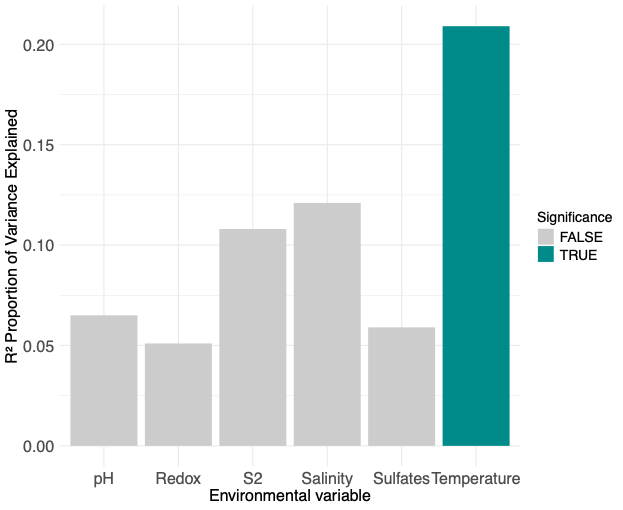 R² Proportion of Variance Explained
0.20
0.15
0.10
0.05
0.00
pH Redox S2 Salinity Sulfates Temperature
Environmental variable
Significance
FALSE
TRUE